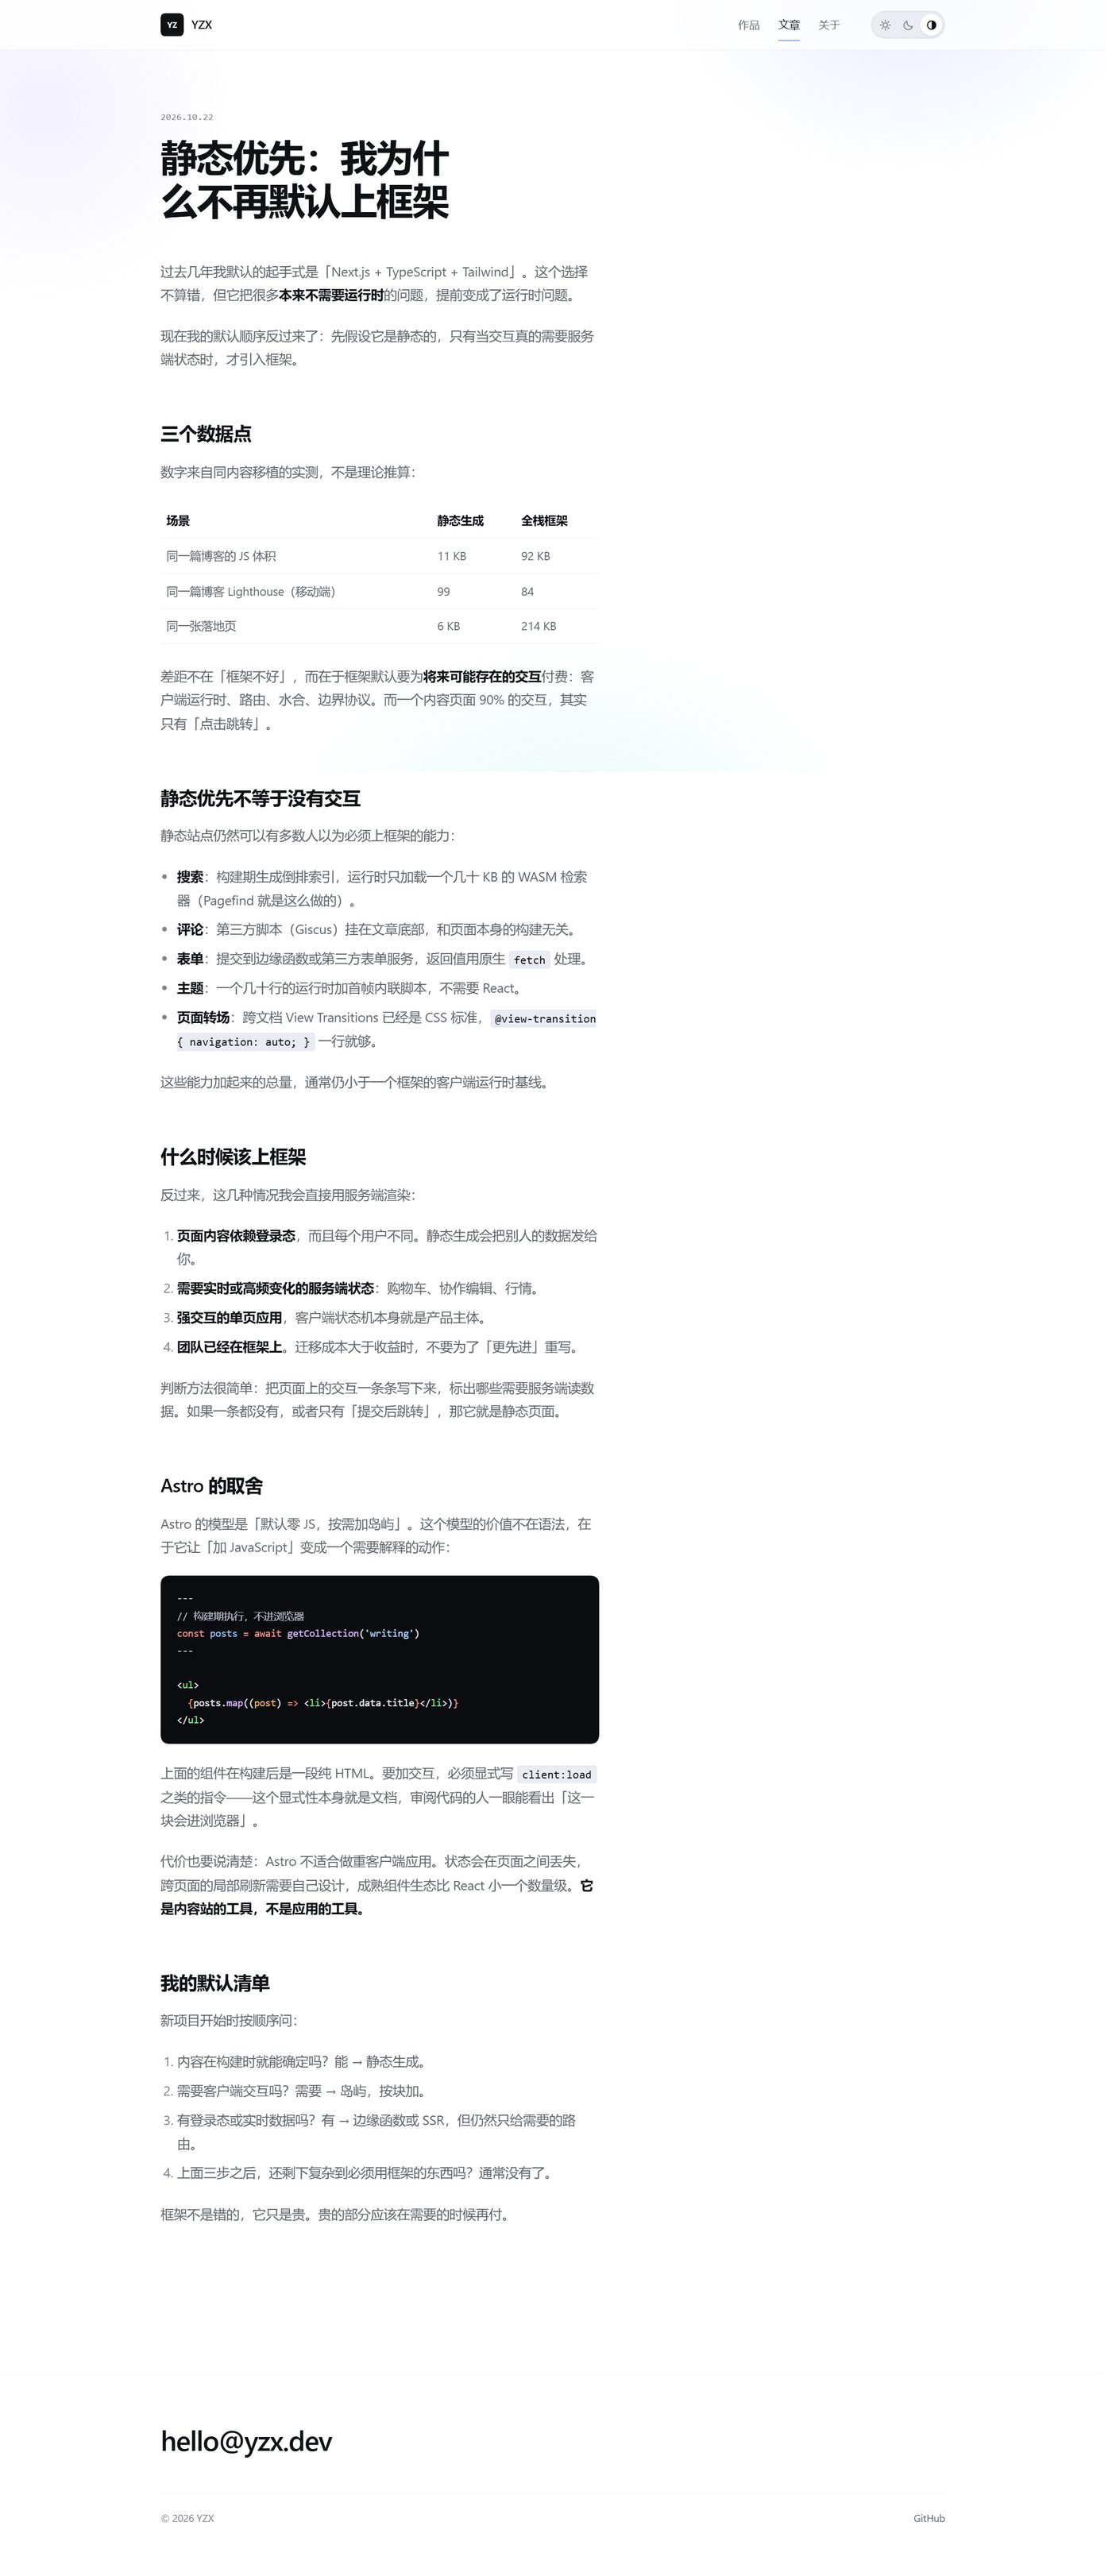 YZ YZX 作品 文章 关于
2026.10.22
静态优先：我为什
么不再默认上框架
过去几年我默认的起手式是「Next.js + TypeScript + Tailwind」。这个选择
不算错，但它把很多本来不需要运行时的问题，提前变成了运行时问题。
现在我的默认顺序反过来了：先假设它是静态的，只有当交互真的需要服务
端状态时，才引入框架。
三个数据点
数字来自同内容移植的实测，不是理论推算：
场景 静态生成 全栈框架
同一篇博客的 JS 体积 11 KB 92 KB
同一篇博客 Lighthouse（移动端） 99 84
同一张落地页 6 KB 214 KB
差距不在「框架不好」，而在于框架默认要为将来可能存在的交互付费：客
户端运行时、路由、水合、边界协议。而一个内容页面 90% 的交互，其实
只有「点击跳转」。
静态优先不等于没有交互
静态站点仍然可以有多数人以为必须上框架的能力：
• 搜索：构建期生成倒排索引，运行时只加载一个几十 KB 的 WASM 检索
器（Pagefind 就是这么做的）。
• 评论：第三方脚本（Giscus）挂在文章底部，和页面本身的构建无关。
• 表单：提交到边缘函数或第三方表单服务，返回值用原生 fetch 处理。
• 主题：一个几十行的运行时加首帧内联脚本，不需要 React。
• 页面转场：跨文档 View Transitions 已经是 CSS 标准，@view-transition
{ navigation: auto; } 一行就够。
这些能力加起来的总量，通常仍小于一个框架的客户端运行时基线。
什么时候该上框架
反过来，这几种情况我会直接用服务端渲染：
1. 页面内容依赖登录态，而且每个用户不同。静态生成会把别人的数据发给
你。
2. 需要实时或高频变化的服务端状态：购物车、协作编辑、行情。
3. 强交互的单页应用，客户端状态机本身就是产品主体。
4. 团队已经在框架上。迁移成本大于收益时，不要为了「更先进」重写。
判断方法很简单：把页面上的交互一条条写下来，标出哪些需要服务端读数
据。如果一条都没有，或者只有「提交后跳转」，那它就是静态页面。
Astro 的取舍
Astro 的模型是「默认零 JS，按需加岛屿」。这个模型的价值不在语法，在
于它让「加 JavaScript」变成一个需要解释的动作：
---
// 构建期执行，不进浏览器
const posts = await getCollection('writing')
---
<ul>
{posts.map((post) => <li>{post.data.title}</li>)}
</ul>
上面的组件在构建后是一段纯 HTML。要加交互，必须显式写 client:load
之类的指令——这个显式性本身就是文档，审阅代码的人一眼能看出「这一
块会进浏览器」。
代价也要说清楚：Astro 不适合做重客户端应用。状态会在页面之间丢失，
跨页面的局部刷新需要自己设计，成熟组件生态比 React 小一个数量级。它
是内容站的工具，不是应用的工具。
我的默认清单
新项目开始时按顺序问：
1. 内容在构建时就能确定吗？能 → 静态生成。
2. 需要客户端交互吗？需要 → 岛屿，按块加。
3. 有登录态或实时数据吗？有 → 边缘函数或 SSR，但仍然只给需要的路
由。
4. 上面三步之后，还剩下复杂到必须用框架的东西吗？通常没有了。
框架不是错的，它只是贵。贵的部分应该在需要的时候再付。
hello@yzx.dev
© 2026 YZX GitHub